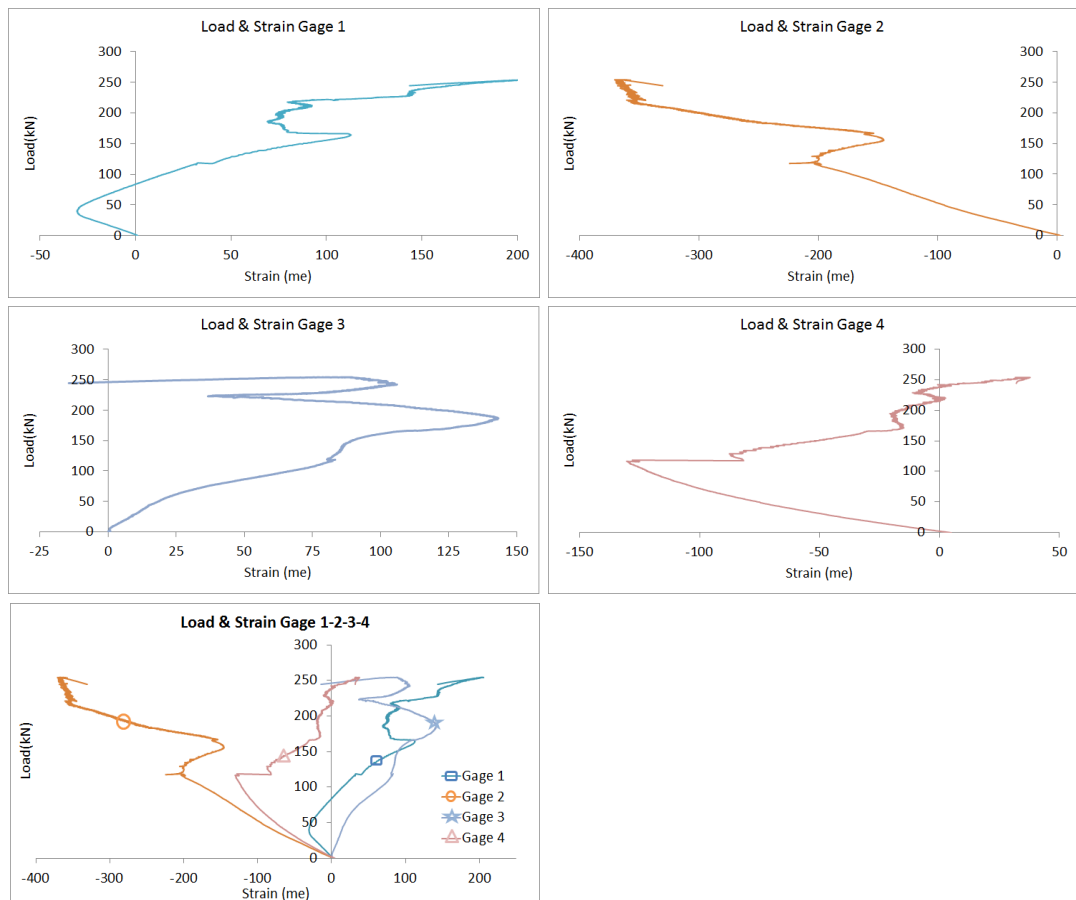 Load & Strain Gage 1
Load(kN)
300
250
200
150
100
50
0
-50 0 50 100 150 200
Strain (me)
Load & Strain Gage 2
Load(kN)
300
250
200
150
100
50
0
-400 -300 -200 -100 0
Strain (me)
Load & Strain Gage 3
Load(kN)
300
250
200
150
100
50
0
-25 0 25 50 75 100 125 150
Strain (me)
Load & Strain Gage 4
Load(kN)
300
250
200
150
100
50
0
-150 -100 -50 0 50
Strain (me)
Load & Strain Gage 1-2-3-4
Load(kN)
300
250
200
150
100
50
0
Gage 1
Gage 2
Gage 3
Gage 4
-400 -300 -200 -100 0 100 200
Strain (me)